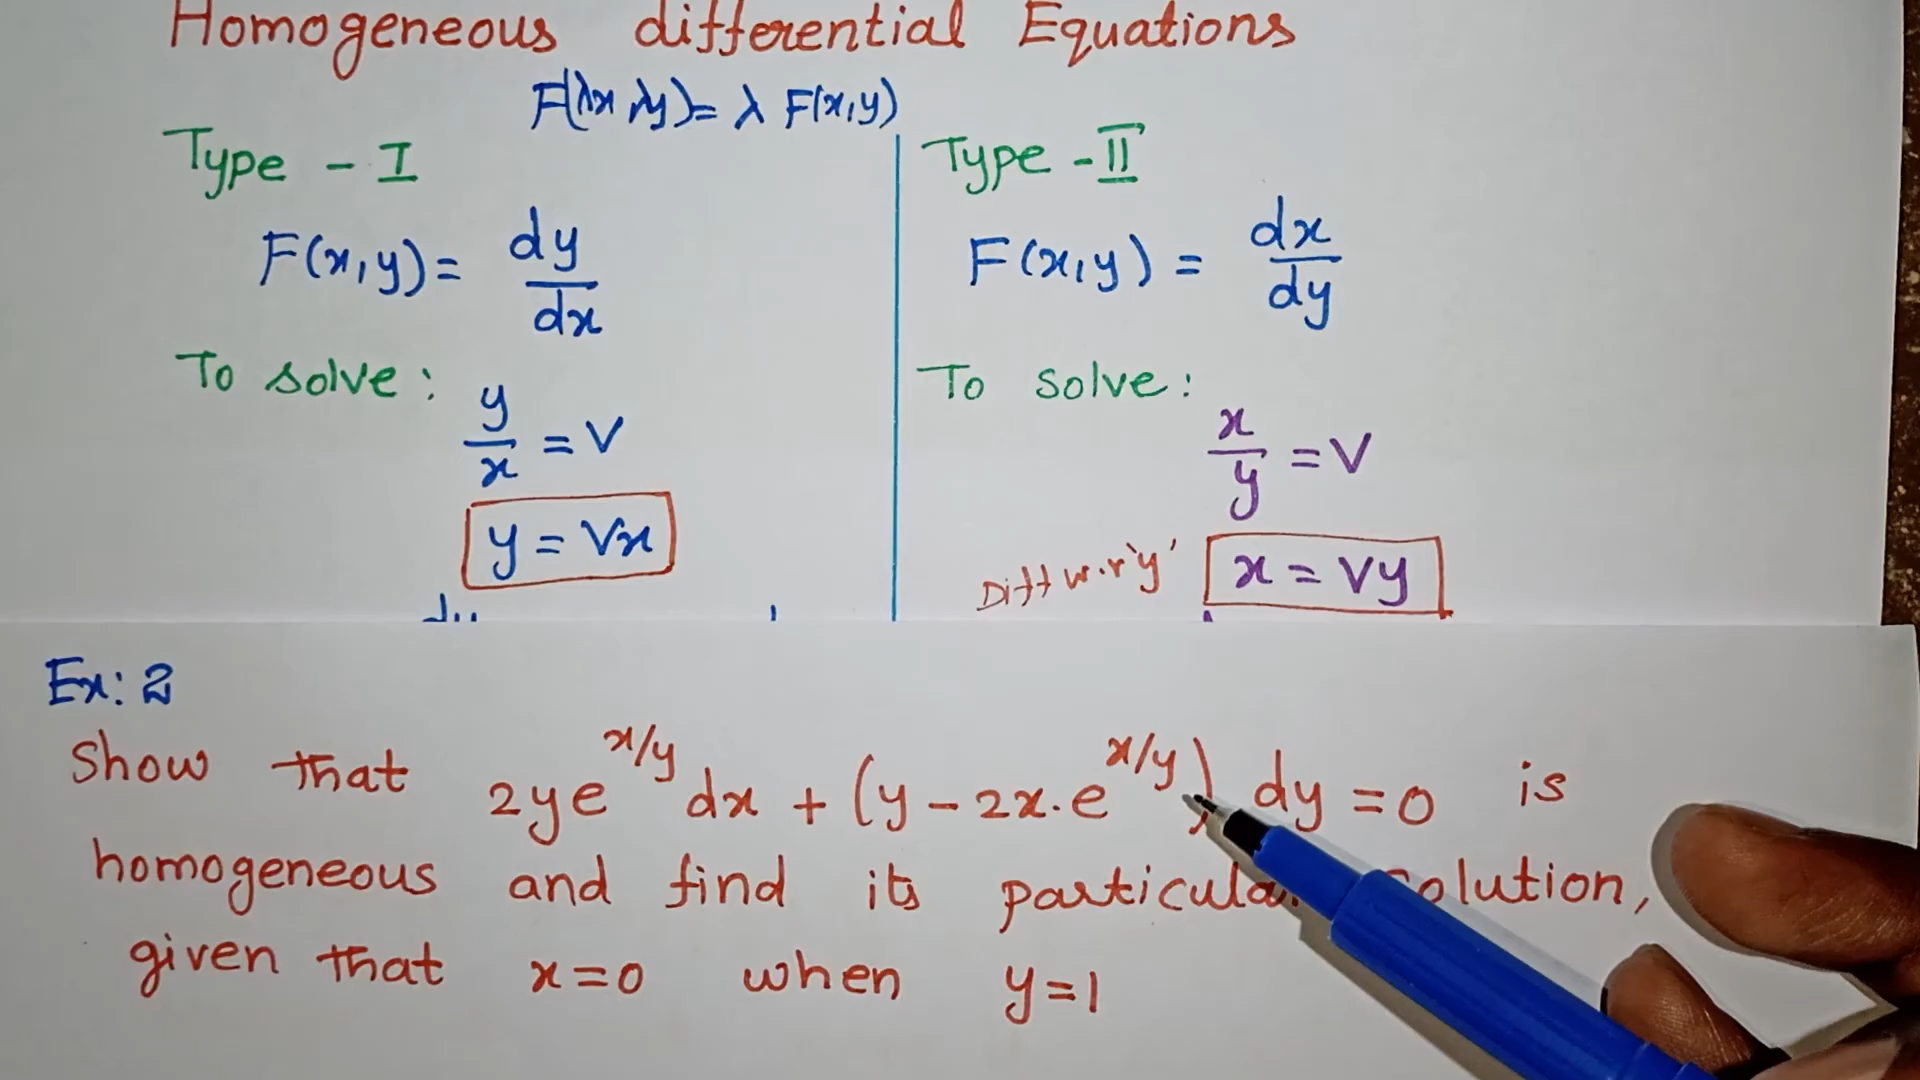 Homogeneous differential Equations
F(λx, λy) = λ F(x,y)
Type - I
F(x,y) = dy/dx
To solve:
y/x = V
y = Vx
Type - II
F(x,y) = dx/dy
To solve:
x/y = V
Diff w.r 'y'
x = Vy
Ex: 2
Show that 2ye^x/y dx + (y - 2x.e^x/y) dy = 0 is
homogeneous and find its particular solution,
given that x=0 when y=1